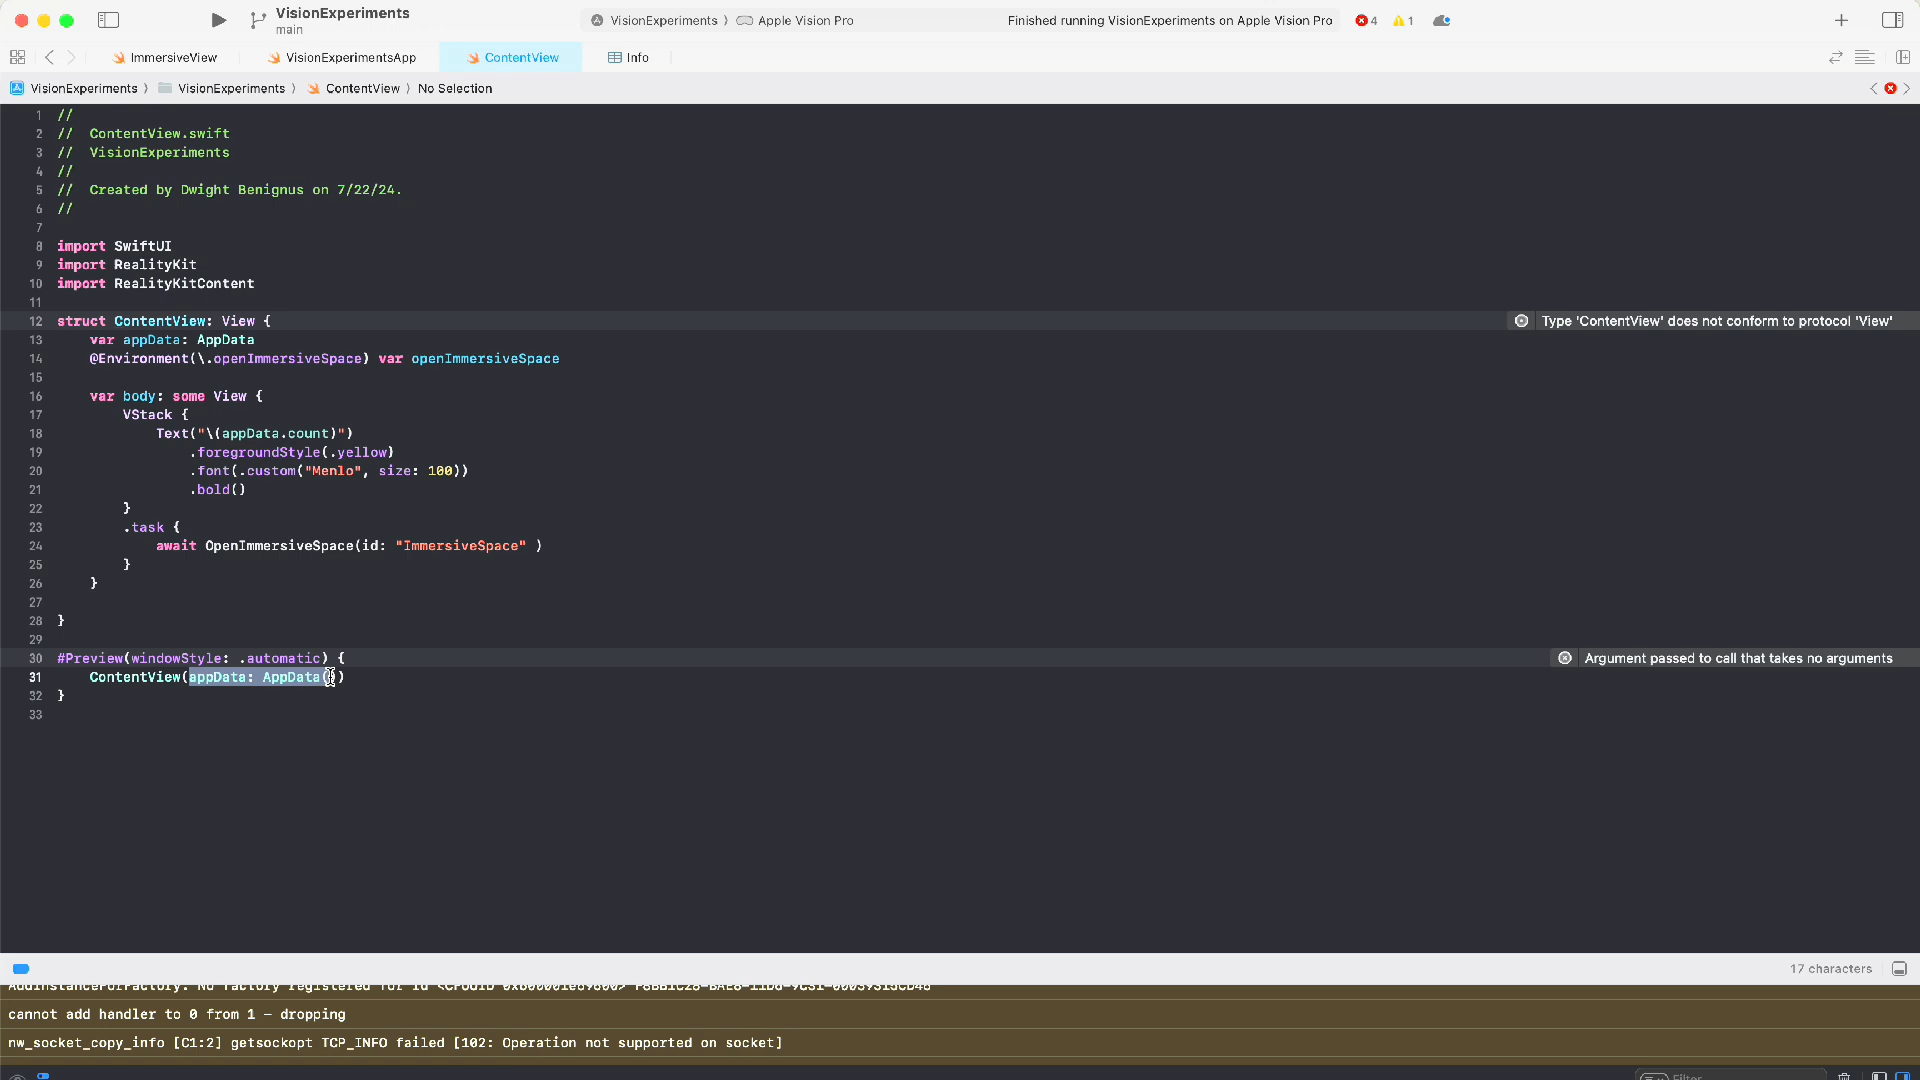 VisionExperiments
main
VisionExperiments 〉 Apple Vision Pro
Finished running VisionExperiments on Apple Vision Pro
4
1
ImmersiveView
VisionExperimentsApp
ContentView
Info
VisionExperiments 〉 VisionExperiments 〉 ContentView 〉 No Selection
1 //
2 //  ContentView.swift
3 //  VisionExperiments
4 //
5 //  Created by Dwight Benignus on 7/22/24.
6 //
7
8 import SwiftUI
9 import RealityKit
10 import RealityKitContent
11
12 struct ContentView: View {
Type 'ContentView' does not conform to protocol 'View'
13     var appData: AppData
14     @Environment(\.openImmersiveSpace) var openImmersiveSpace
15
16     var body: some View {
17         VStack {
18             Text("\(appData.count)")
19                 .foregroundStyle(.yellow)
20                 .font(.custom("Menlo", size: 100))
21                 .bold()
22         }
23         .task {
24             await OpenImmersiveSpace(id: "ImmersiveSpace" )
25         }
26     }
27
28 }
29
30 #Preview(windowStyle: .automatic) {
Argument passed to call that takes no arguments
31     ContentView(appData: AppData())
32 }
33
17 characters
cannot add handler to 0 from 1 - dropping
nw_socket_copy_info [C1:2] getsockopt TCP_INFO failed [102: Operation not supported on socket]
Filter